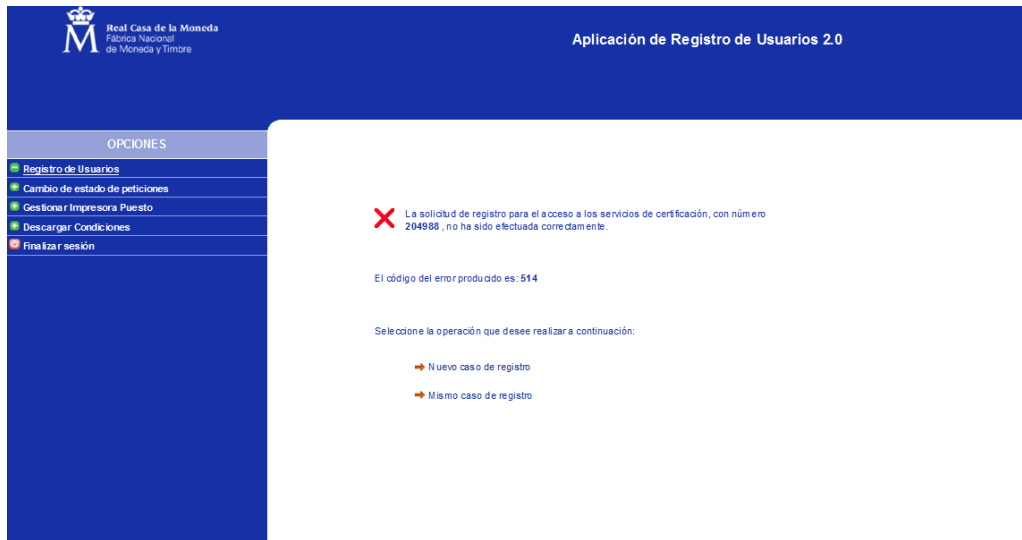 Real Casa de la Moneda
Fábrica Nacional
de Moneda y Timbre
Aplicación de Registro de Usuarios 2.0
OPCIONES
Registro de Usuarios
Cambio de estado de peticiones
Gestionar Impresora Puesto
Descargar Condiciones
Finalizar sesión
La solicitud de registro para el acceso a los servicios de certificación, con número
204988 , no ha sido efectuada correctamente.
El código del error producido es: 514
Seleccione la operación que desee realizar a continuación:
Nuevo caso de registro
Mismo caso de registro